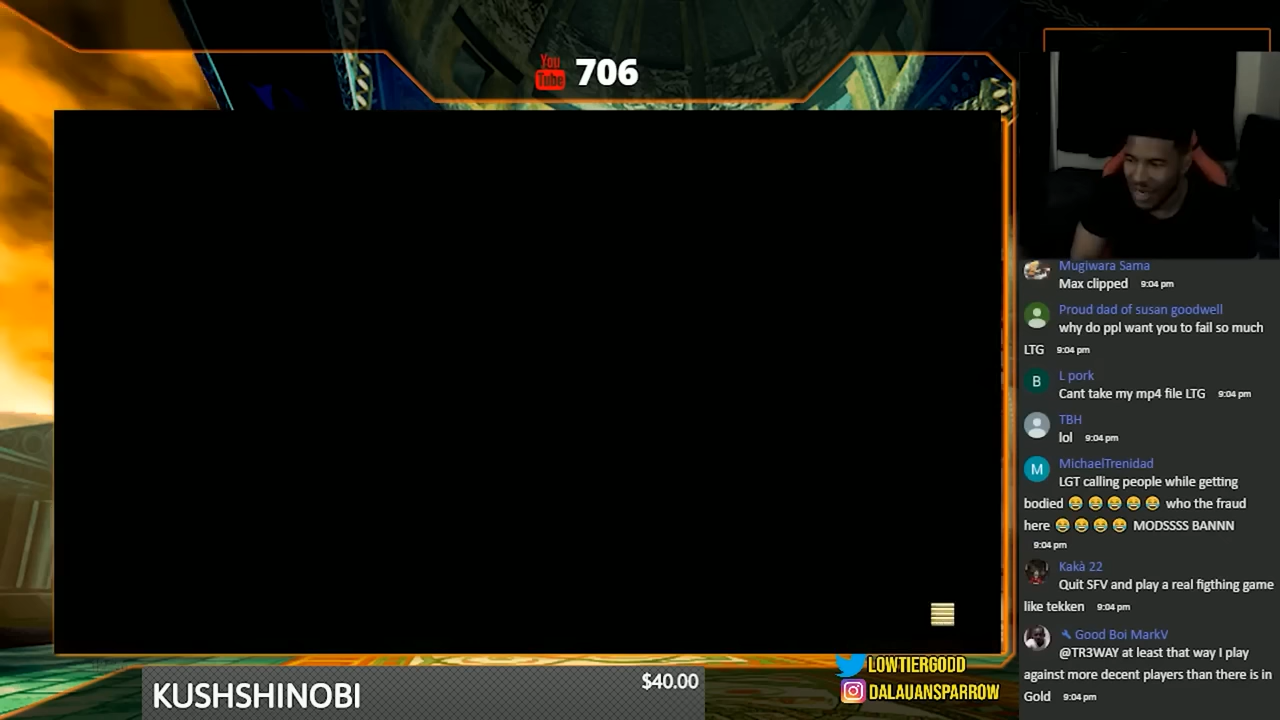 You
Tube 706
Mugiwara Sama
Max clipped 9:04 pm
Proud dad of susan goodwell
why do ppl want you to fail so much
LTG 9:04 pm
B L pork
Cant take my mp4 file LTG 9:04 pm
TBH
lol 9:04 pm
M MichaelTrenidad
LGT calling people while getting
bodied 😂 😂 😂 😂 😂 who the fraud
here 😂 😂 😂 😂 MODSSSS BANNN
9:04 pm
Kakà 22
Quit SFV and play a real figthing game
like tekken 9:04 pm
Good Boi MarkV
@TR3WAY at least that way I play
against more decent players than there is in
Gold 9:04 pm
LOWTIERGODD
DALAUANSPARROW
KUSHSHINOBI $40.00